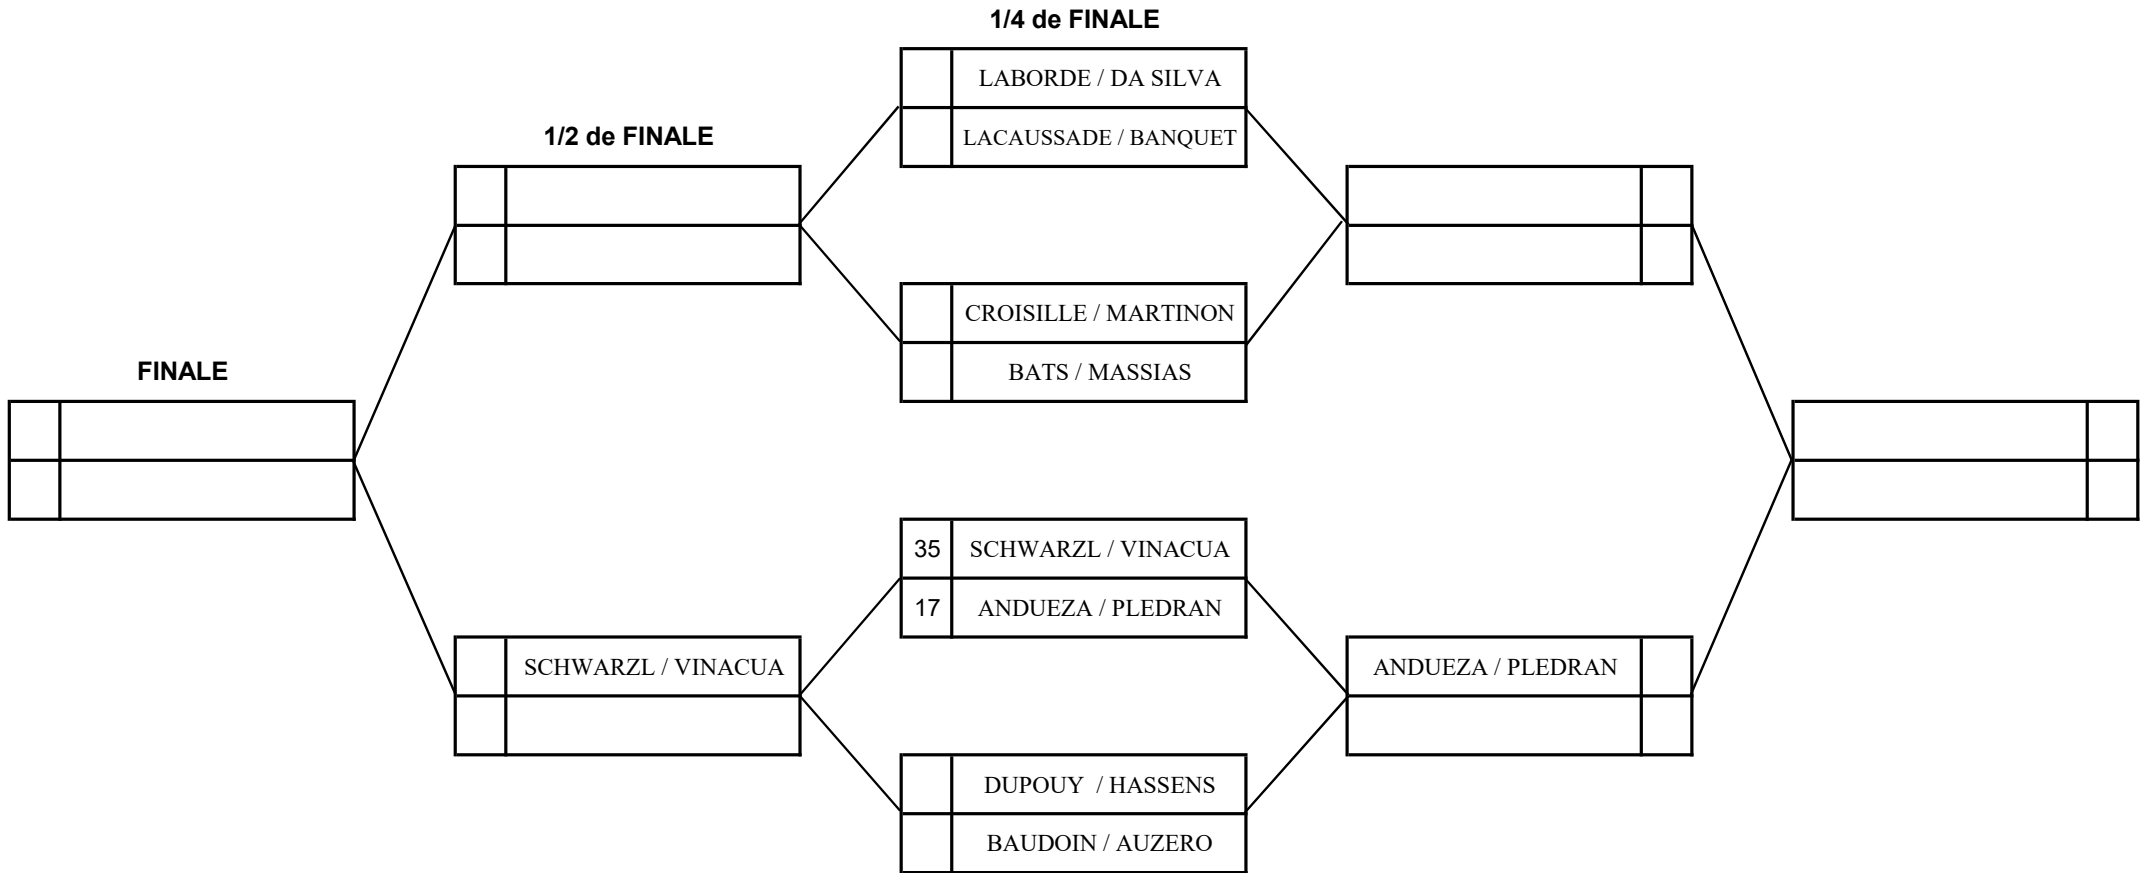 1/4 de FINALE
LABORDE / DA SILVA
1/2 de FINALE
LACAUSSADE / BANQUET
CROISILLE / MARTINON
FINALE
BATS / MASSIAS
35 SCHWARZL / VINACUA
17 ANDUEZA / PLEDRAN
SCHWARZL / VINACUA
ANDUEZA / PLEDRAN
DUPOUY / HASSENS
BAUDOIN / AUZERO